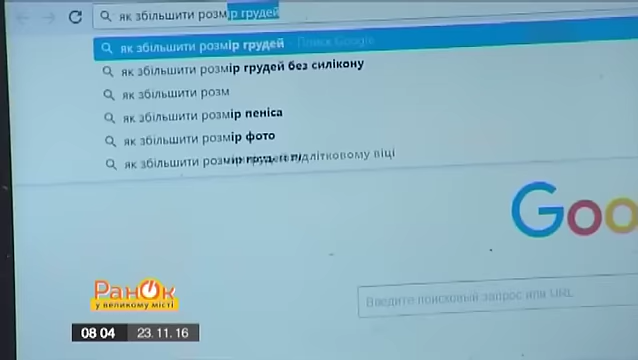 як збільшити розмір грудей
як збільшити розмір грудей - Поиск Google
як збільшити розмір грудей без силікону
як збільшити розм
як збільшити розмір пеніса
як збільшити розмір фото
як збільшити розмір підлітковому віці
Goo
Введите поисковый запрос или URL
РанОк
у великому місті
08 04 23.11.16